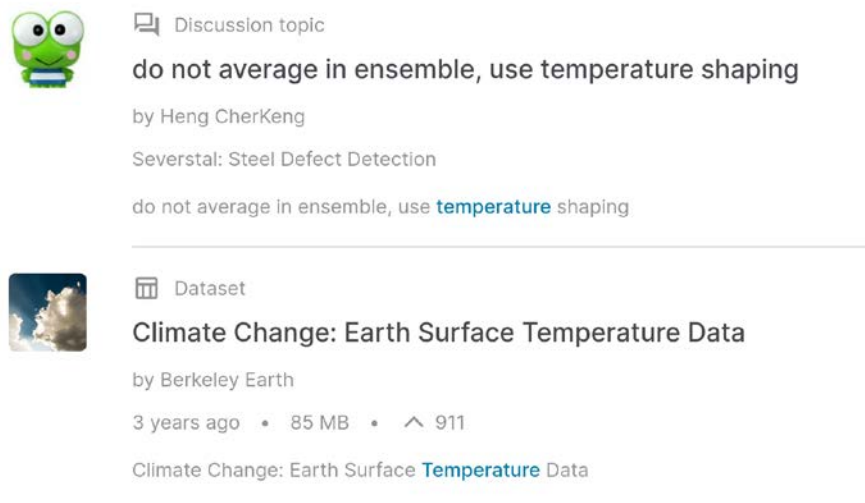 Discussion topic
do not average in ensemble, use temperature shaping
by Heng CherKeng
Severstal: Steel Defect Detection
do not average in ensemble, use temperature shaping
Dataset
Climate Change: Earth Surface Temperature Data
by Berkeley Earth
3 years ago • 85 MB • 911
Climate Change: Earth Surface Temperature Data